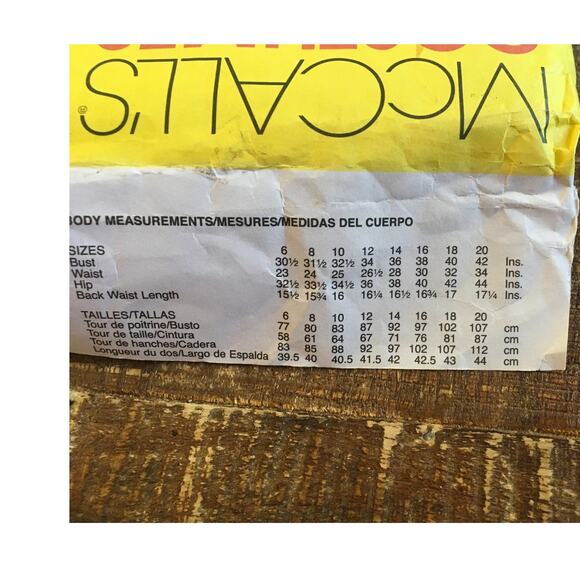 McCALL'S®
BODY MEASUREMENTS/MESURES/MEDIDAS DEL CUERPO
SIZES 6 8 10 12 14 16 18 20
Bust 30½ 31½ 32½ 34 36 38 40 42 Ins.
Waist 23 24 25 26½ 28 30 32 34 Ins.
Hip 32½ 33½ 34½ 36 38 40 42 44 Ins.
Back Waist Length 15½ 15¾ 16 16¼ 16½ 16¾ 17 17¼ Ins.
TAILLES/TALLAS 6 8 10 12 14 16 18 20
Tour de poitrine/Busto 77 80 83 87 92 97 102 107 cm
Tour de taille/Cintura 58 61 64 67 71 76 81 87 cm
Tour de hanches/Cadera 83 85 88 92 97 102 107 112 cm
Longueur du dos/Largo de Espalda 39.5 40 40.5 41.5 42 42.5 43 44 cm